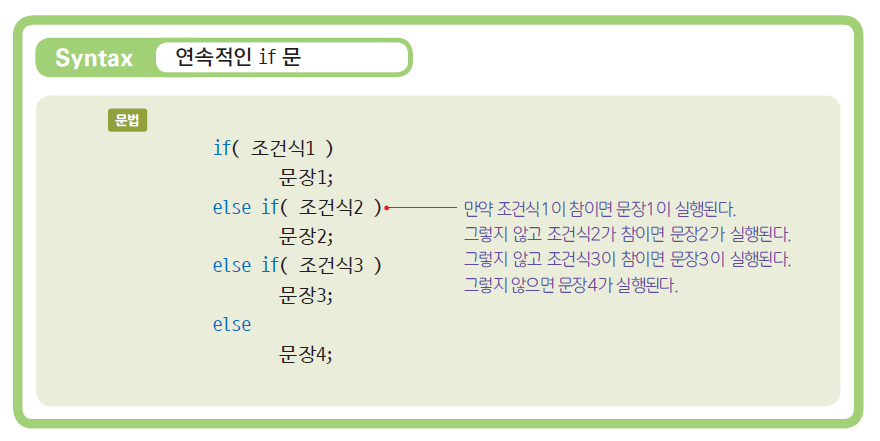 Syntax 연속적인 if 문
문법
if( 조건식1 )
문장1;
else if( 조건식2 )
문장2;
else if( 조건식3 )
문장3;
else
문장4;
만약 조건식1이 참이면 문장1이 실행된다.
그렇지 않고 조건식2가 참이면 문장2가 실행된다.
그렇지 않고 조건식3이 참이면 문장3이 실행된다.
그렇지 않으면 문장4가 실행된다.